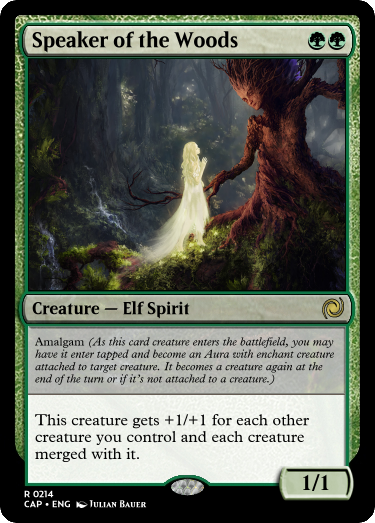 Speaker of the Woods
Creature — Elf Spirit
Amalgam (As this card creature enters the battlefield, you may
have it enter tapped and become an Aura with enchant creature
attached to target creature. It becomes a creature again at the
end of the turn or if it's not attached to a creature.)
This creature gets +1/+1 for each other
creature you control and each creature
merged with it.
1/1
R 0214
CAP • ENG Julian Bauer